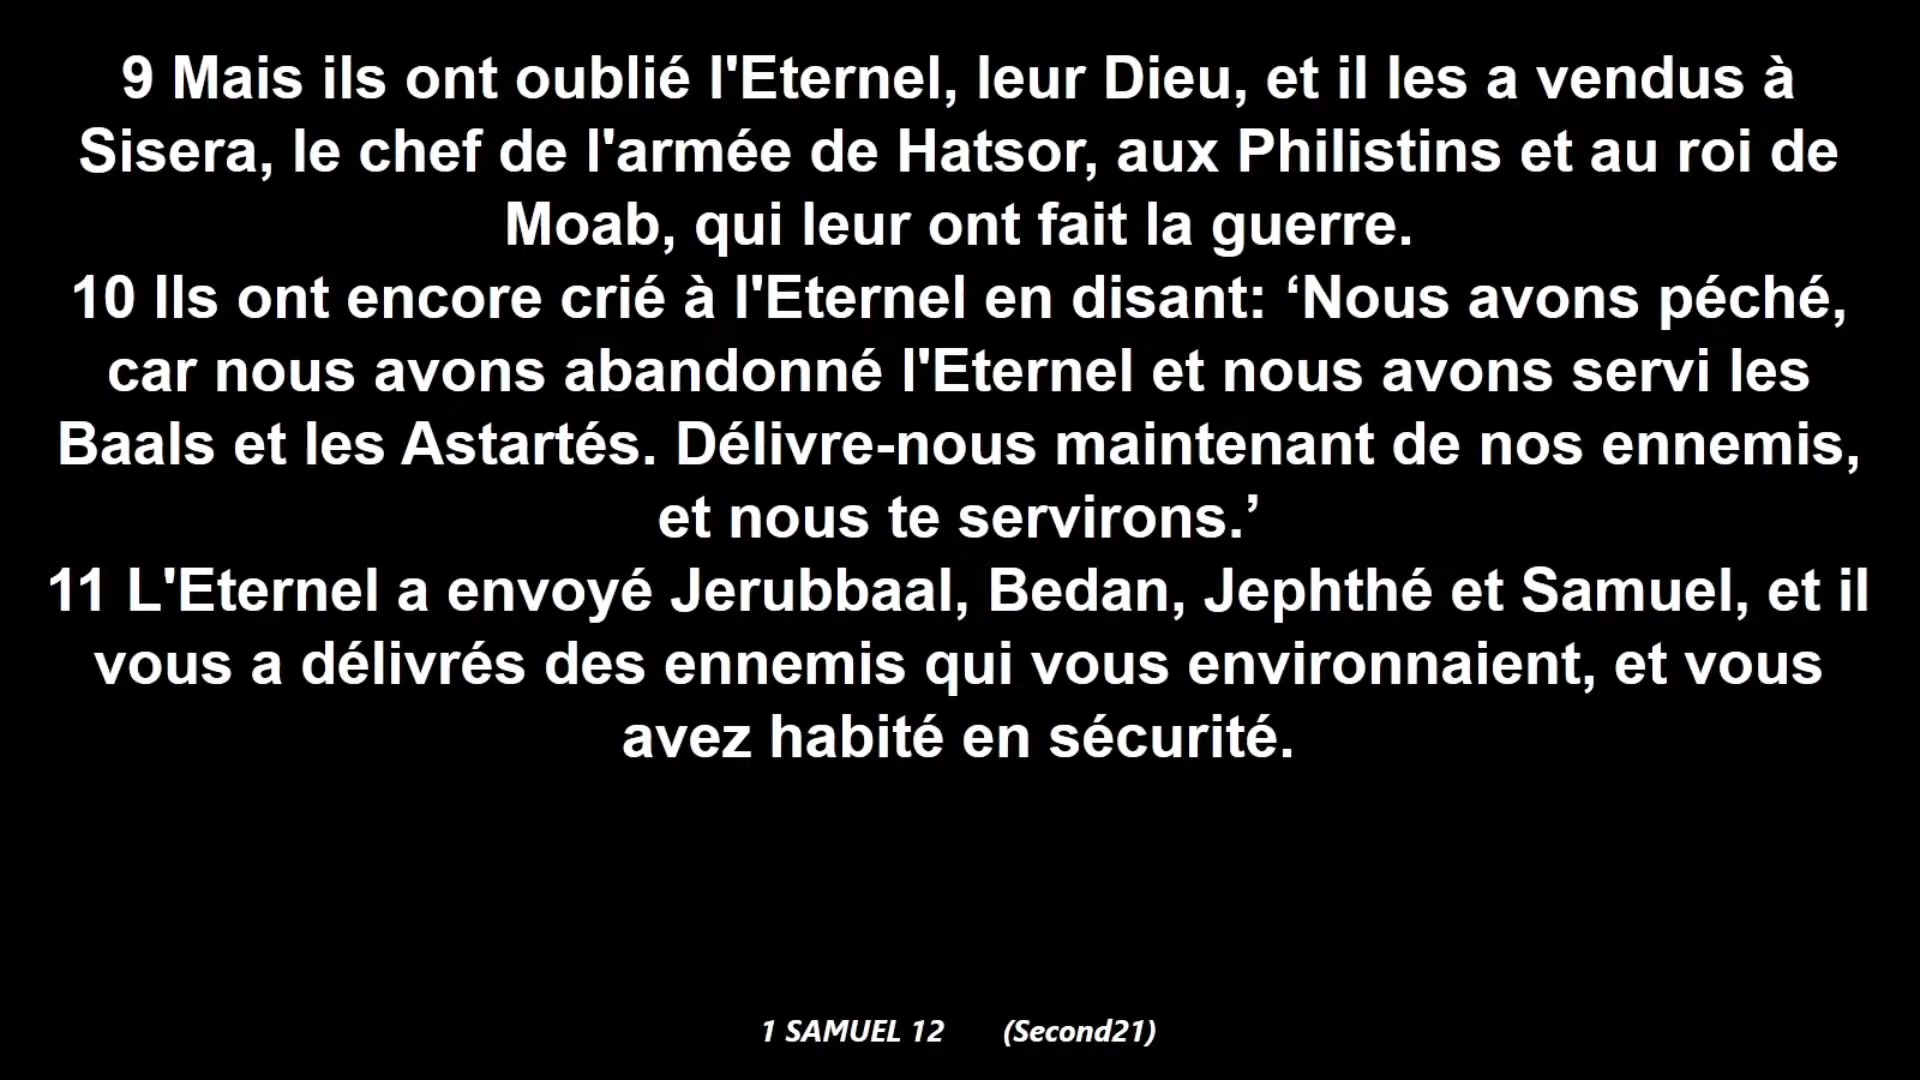 9 Mais ils ont oublié l'Eternel, leur Dieu, et il les a vendus à
Sisera, le chef de l'armée de Hatsor, aux Philistins et au roi de
Moab, qui leur ont fait la guerre.
10 Ils ont encore crié à l'Eternel en disant: ‘Nous avons péché,
car nous avons abandonné l'Eternel et nous avons servi les
Baals et les Astartés. Délivre-nous maintenant de nos ennemis,
et nous te servirons.’
11 L'Eternel a envoyé Jerubbaal, Bedan, Jephthé et Samuel, et il
vous a délivrés des ennemis qui vous environnaient, et vous
avez habité en sécurité.
1 SAMUEL 12 (Second21)